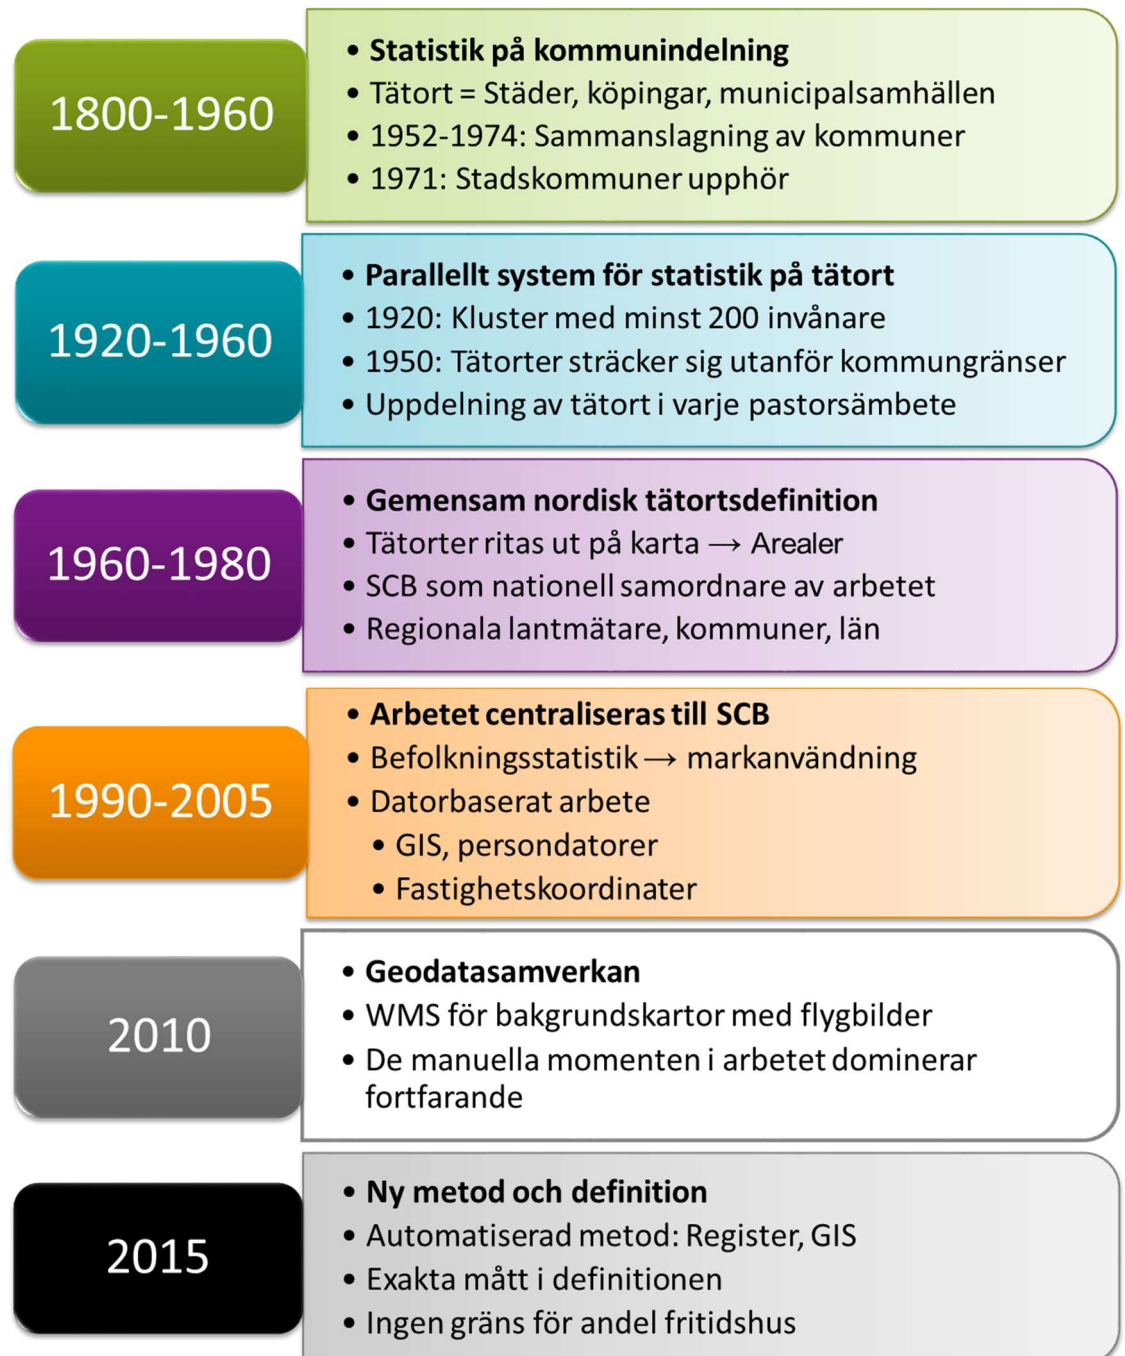 1800-1960
• Statistik på kommunindelning
• Tätort = Städer, köpingar, municipalsamhällen
• 1952-1974: Sammanslagning av kommuner
• 1971: Stadskommuner upphör
1920-1960
• Parallellt system för statistik på tätort
• 1920: Kluster med minst 200 invånare
• 1950: Tätorter sträcker sig utanför kommungränser
• Uppdelning av tätort i varje pastorsämbete
1960-1980
• Gemensam nordisk tätortsdefinition
• Tätorter ritas ut på karta → Arealer
• SCB som nationell samordnare av arbetet
• Regionala lantmätare, kommuner, län
1990-2005
• Arbetet centraliseras till SCB
• Befolkningsstatistik → markanvändning
• Datorbaserat arbete
• GIS, persondatorer
• Fastighetskoordinater
2010
• Geodatasamverkan
• WMS för bakgrundskartor med flygbilder
• De manuella momenten i arbetet dominerar
fortfarande
2015
• Ny metod och definition
• Automatiserad metod: Register, GIS
• Exakta mått i definitionen
• Ingen gräns för andel fritidshus